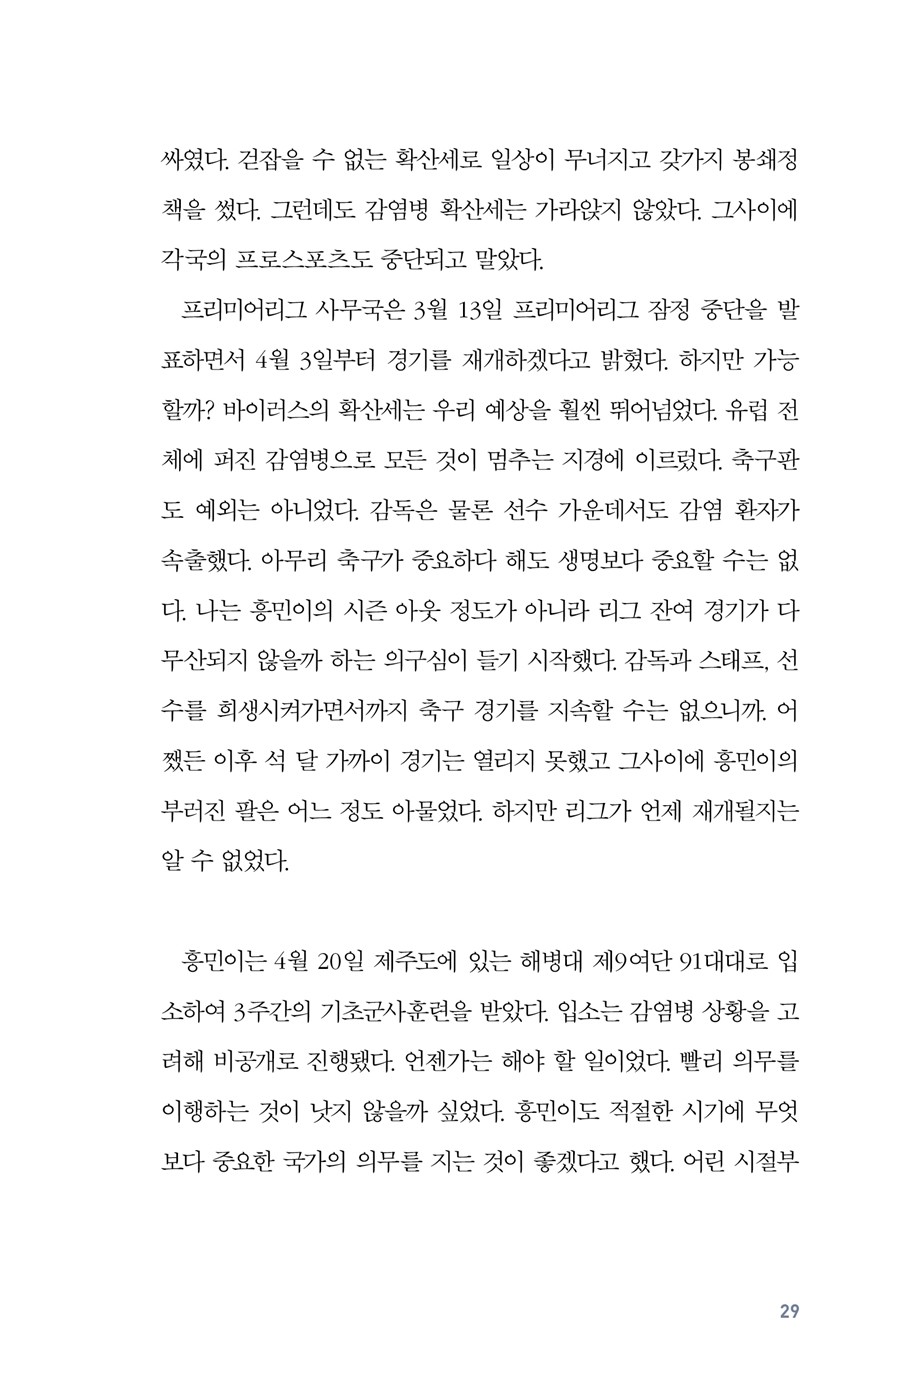 싸였다. 걷잡을 수 없는 확산세로 일상이 무너지고 갖가지 봉쇄정
책을 썼다. 그런데도 감염병 확산세는 가라앉지 않았다. 그사이에
각국의 프로스포츠도 중단되고 말았다.
프리미어리그 사무국은 3월 13일 프리미어리그 잠정 중단을 발
표하면서 4월 3일부터 경기를 재개하겠다고 밝혔다. 하지만 가능
할까? 바이러스의 확산세는 우리 예상을 훨씬 뛰어넘었다. 유럽 전
체에 퍼진 감염병으로 모든 것이 멈추는 지경에 이르렀다. 축구판
도 예외는 아니었다. 감독은 물론 선수 가운데서도 감염 환자가
속출했다. 아무리 축구가 중요하다 해도 생명보다 중요할 수는 없
다. 나는 흥민이의 시즌 아웃 정도가 아니라 리그 잔여 경기가 다
무산되지 않을까 하는 의구심이 들기 시작했다. 감독과 스태프, 선
수를 희생시켜가면서까지 축구 경기를 지속할 수는 없으니까. 어
쨌든 이후 석 달 가까이 경기는 열리지 못했고 그사이에 흥민이의
부러진 팔은 어느 정도 아물었다. 하지만 리그가 언제 재개될지는
알 수 없었다.
흥민이는 4월 20일 제주도에 있는 해병대 제9여단 91대대로 입
소하여 3주간의 기초군사훈련을 받았다. 입소는 감염병 상황을 고
려해 비공개로 진행됐다. 언젠가는 해야 할 일이었다. 빨리 의무를
이행하는 것이 낫지 않을까 싶었다. 흥민이도 적절한 시기에 무엇
보다 중요한 국가의 의무를 지는 것이 좋겠다고 했다. 어린 시절부
29